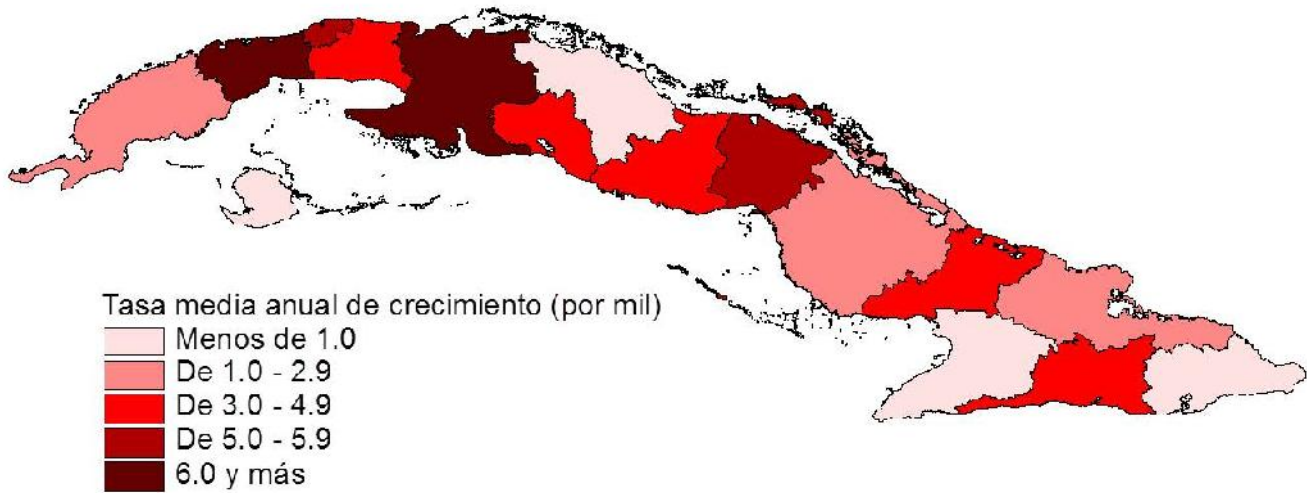 Tasa media anual de crecimiento (por mil)
Menos de 1.0
De 1.0 - 2.9
De 3.0 - 4.9
De 5.0 - 5.9
6.0 y más